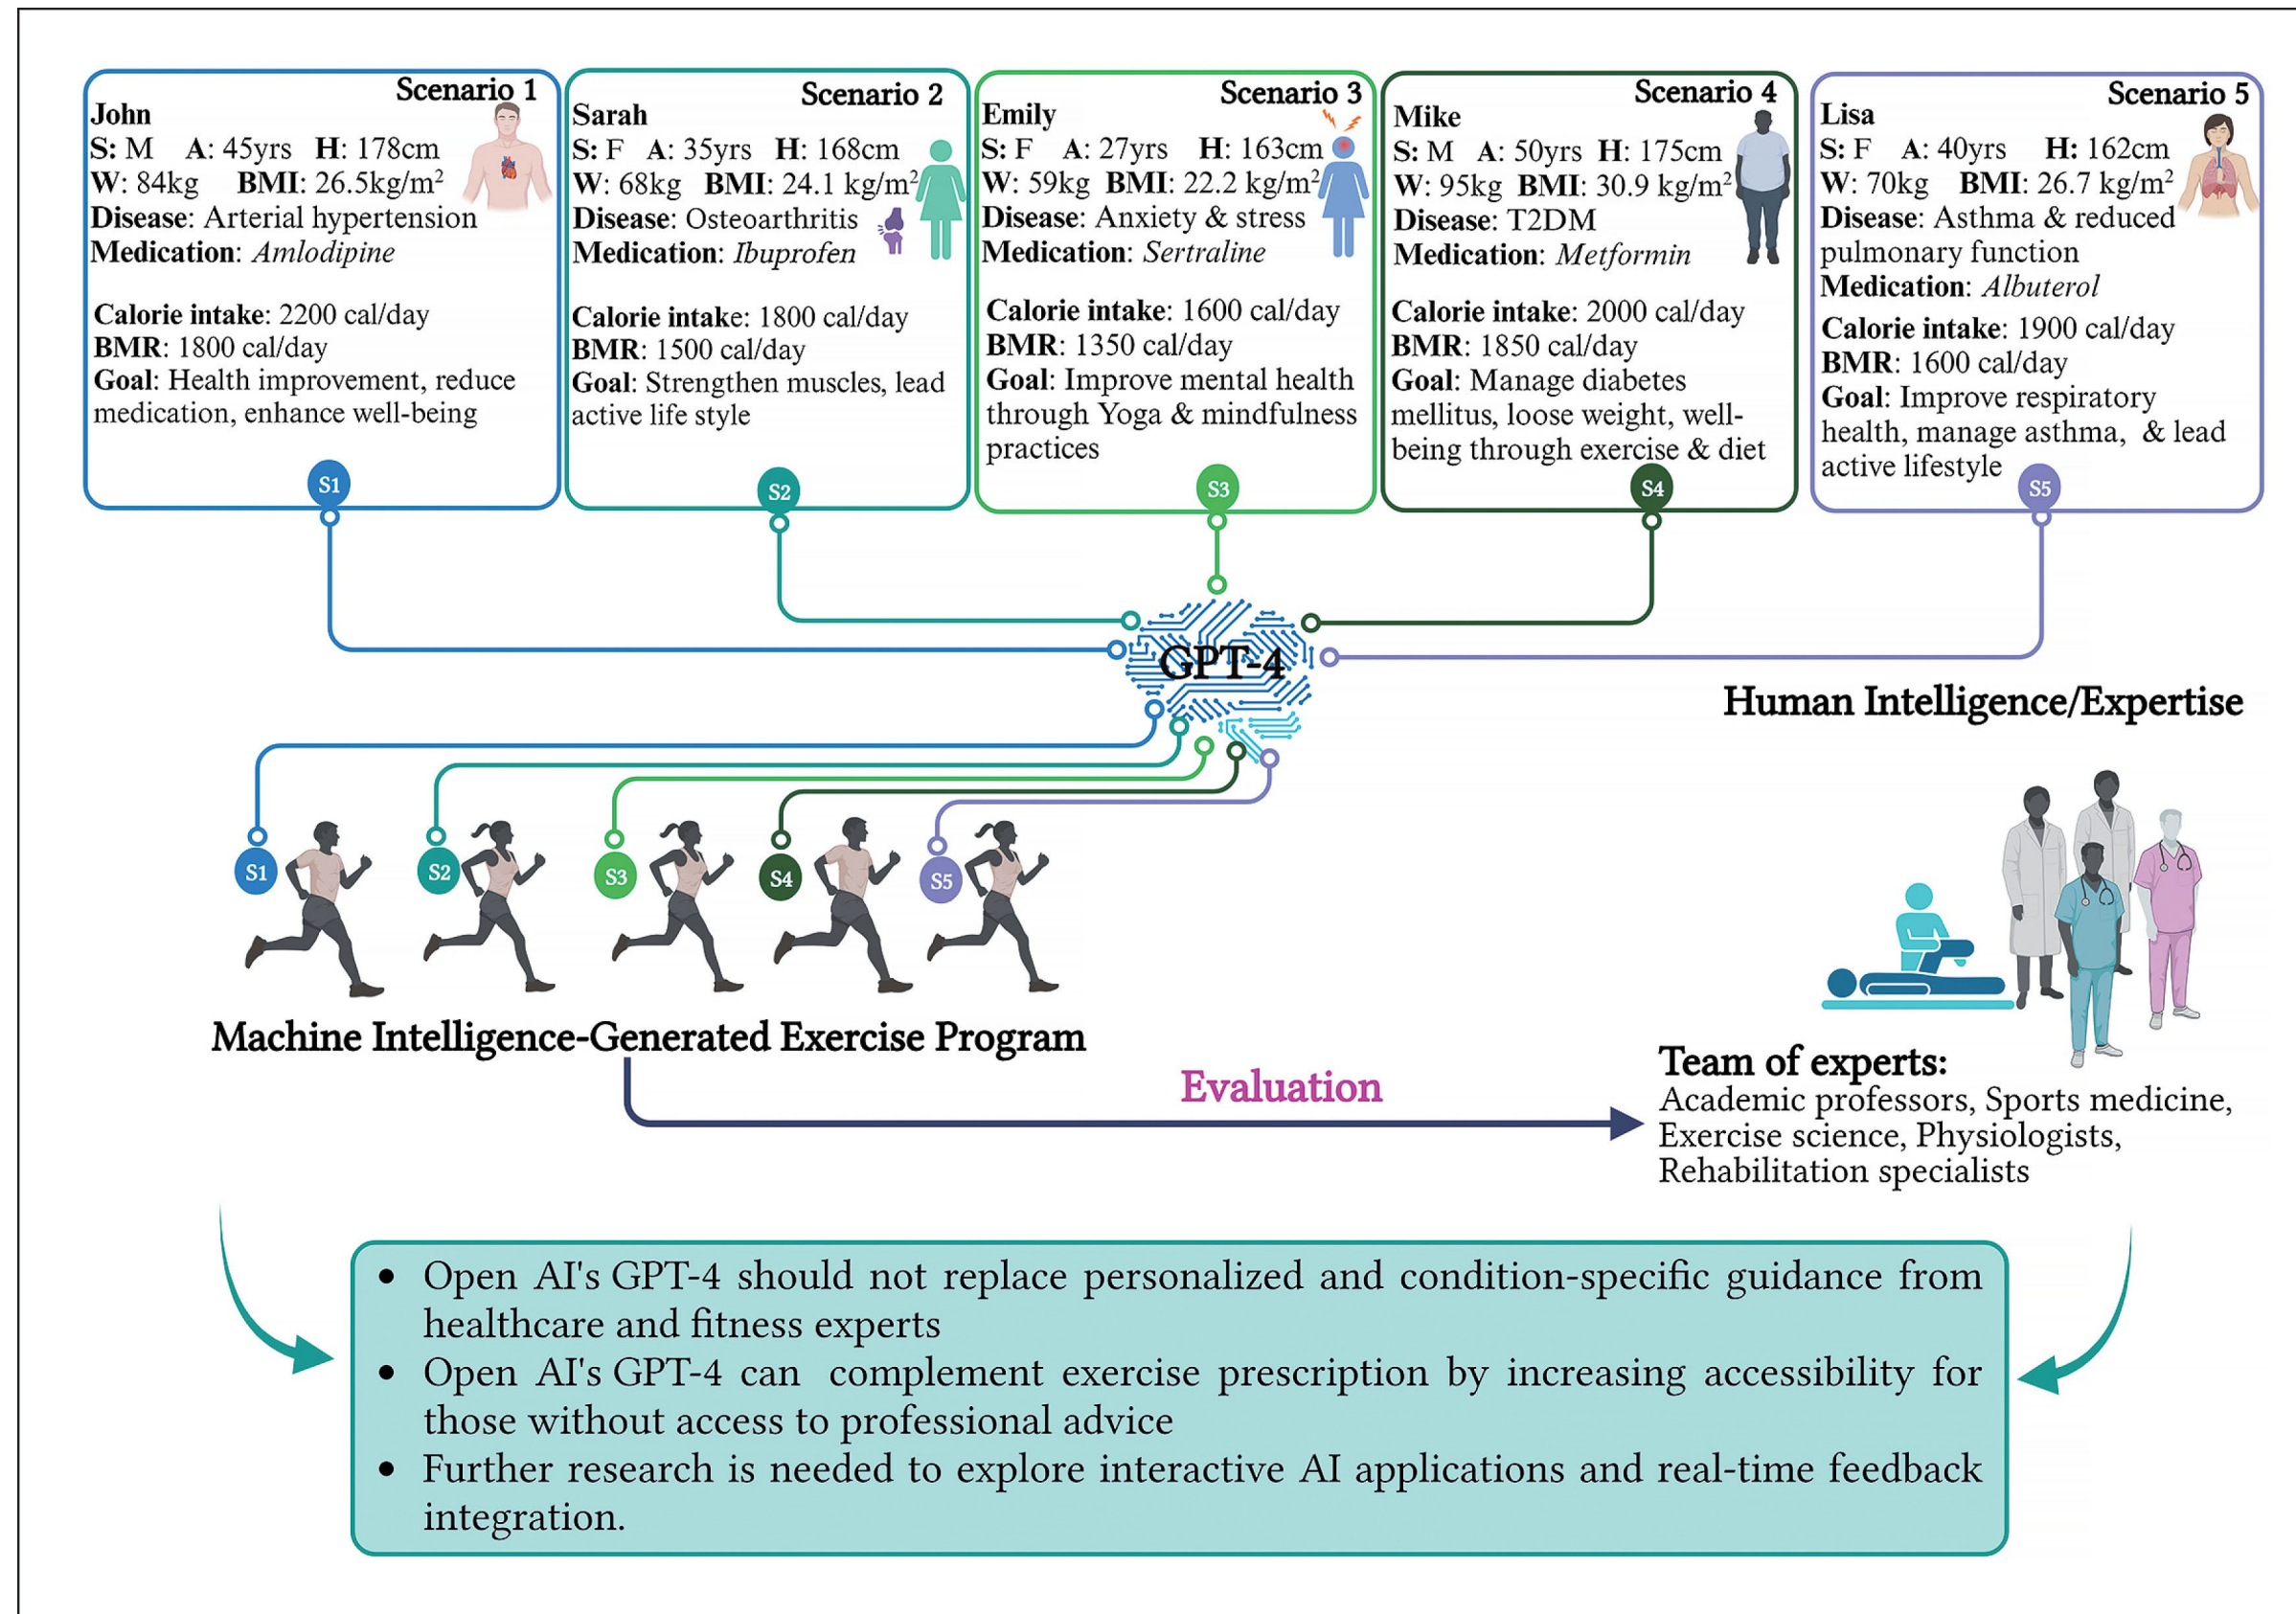 Scenario 1
John
S: M A: 45yrs H: 178cm
W: 84kg BMI: 26.5kg/m²
Disease: Arterial hypertension
Medication: Amlodipine
Calorie intake: 2200 cal/day
BMR: 1800 cal/day
Goal: Health improvement, reduce
medication, enhance well-being
S1
Scenario 2
Sarah
S: F A: 35yrs H: 168cm
W: 68kg BMI: 24.1 kg/m²
Disease: Osteoarthritis
Medication: Ibuprofen
Calorie intake: 1800 cal/day
BMR: 1500 cal/day
Goal: Strengthen muscles, lead
active life style
S2
Scenario 3
Emily
S: F A: 27yrs H: 163cm
W: 59kg BMI: 22.2 kg/m²
Disease: Anxiety & stress
Medication: Sertraline
Calorie intake: 1600 cal/day
BMR: 1350 cal/day
Goal: Improve mental health
through Yoga & mindfulness
practices
S3
Scenario 4
Mike
S: M A: 50yrs H: 175cm
W: 95kg BMI: 30.9 kg/m²
Disease: T2DM
Medication: Metformin
Calorie intake: 2000 cal/day
BMR: 1850 cal/day
Goal: Manage diabetes
mellitus, loose weight, well-
being through exercise & diet
S4
Scenario 5
Lisa
S: F A: 40yrs H: 162cm
W: 70kg BMI: 26.7 kg/m²
Disease: Asthma & reduced
pulmonary function
Medication: Albuterol
Calorie intake: 1900 cal/day
BMR: 1600 cal/day
Goal: Improve respiratory
health, manage asthma, & lead
active lifestyle
S5
GPT-4
Human Intelligence/Expertise
S1
S2
S3
S4
S5
Machine Intelligence-Generated Exercise Program
Evaluation
Team of experts:
Academic professors, Sports medicine,
Exercise science, Physiologists,
Rehabilitation specialists
• Open AI's GPT-4 should not replace personalized and condition-specific guidance from
healthcare and fitness experts
• Open AI's GPT-4 can complement exercise prescription by increasing accessibility for
those without access to professional advice
• Further research is needed to explore interactive AI applications and real-time feedback
integration.